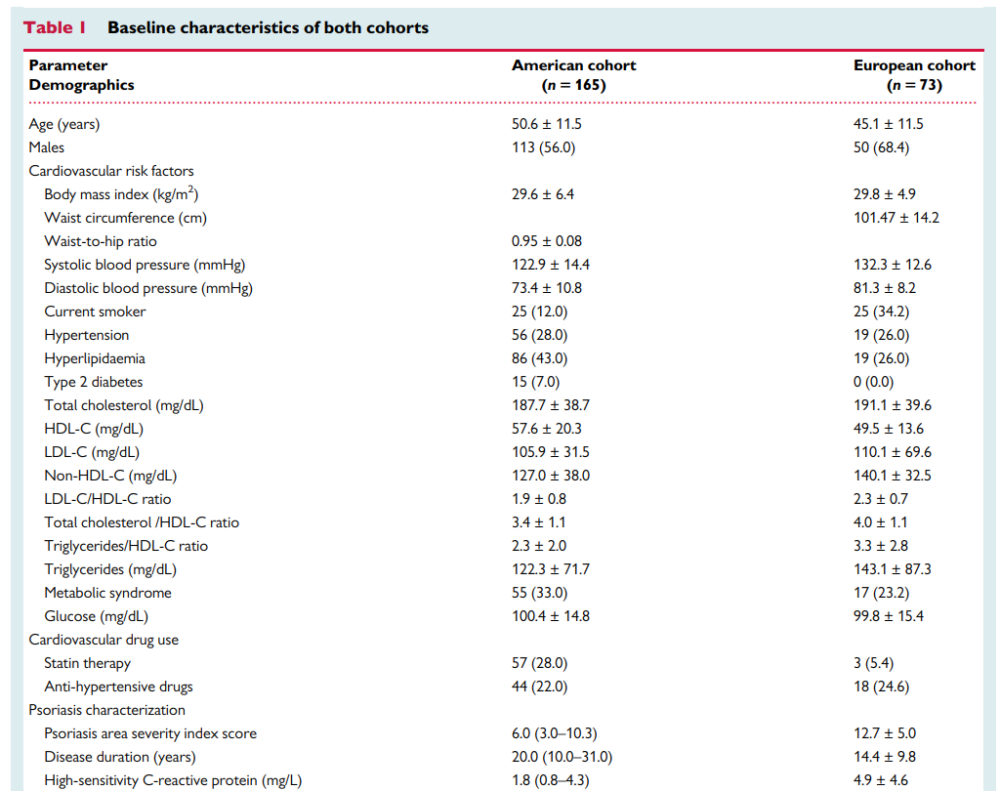 Table 1 Baseline characteristics of both cohorts
Parameter American cohort European cohort
Demographics (n = 165) (n = 73)
Age (years) 50.6 ± 11.5 45.1 ± 11.5
Males 113 (56.0) 50 (68.4)
Cardiovascular risk factors
Body mass index (kg/m²) 29.6 ± 6.4 29.8 ± 4.9
Waist circumference (cm) 101.47 ± 14.2
Waist-to-hip ratio 0.95 ± 0.08
Systolic blood pressure (mmHg) 122.9 ± 14.4 132.3 ± 12.6
Diastolic blood pressure (mmHg) 73.4 ± 10.8 81.3 ± 8.2
Current smoker 25 (12.0) 25 (34.2)
Hypertension 56 (28.0) 19 (26.0)
Hyperlipidaemia 86 (43.0) 19 (26.0)
Type 2 diabetes 15 (7.0) 0 (0.0)
Total cholesterol (mg/dL) 187.7 ± 38.7 191.1 ± 39.6
HDL-C (mg/dL) 57.6 ± 20.3 49.5 ± 13.6
LDL-C (mg/dL) 105.9 ± 31.5 110.1 ± 69.6
Non-HDL-C (mg/dL) 127.0 ± 38.0 140.1 ± 32.5
LDL-C/HDL-C ratio 1.9 ± 0.8 2.3 ± 0.7
Total cholesterol /HDL-C ratio 3.4 ± 1.1 4.0 ± 1.1
Triglycerides/HDL-C ratio 2.3 ± 2.0 3.3 ± 2.8
Triglycerides (mg/dL) 122.3 ± 71.7 143.1 ± 87.3
Metabolic syndrome 55 (33.0) 17 (23.2)
Glucose (mg/dL) 100.4 ± 14.8 99.8 ± 15.4
Cardiovascular drug use
Statin therapy 57 (28.0) 3 (5.4)
Anti-hypertensive drugs 44 (22.0) 18 (24.6)
Psoriasis characterization
Psoriasis area severity index score 6.0 (3.0–10.3) 12.7 ± 5.0
Disease duration (years) 20.0 (10.0–31.0) 14.4 ± 9.8
High-sensitivity C-reactive protein (mg/L) 1.8 (0.8–4.3) 4.9 ± 4.6